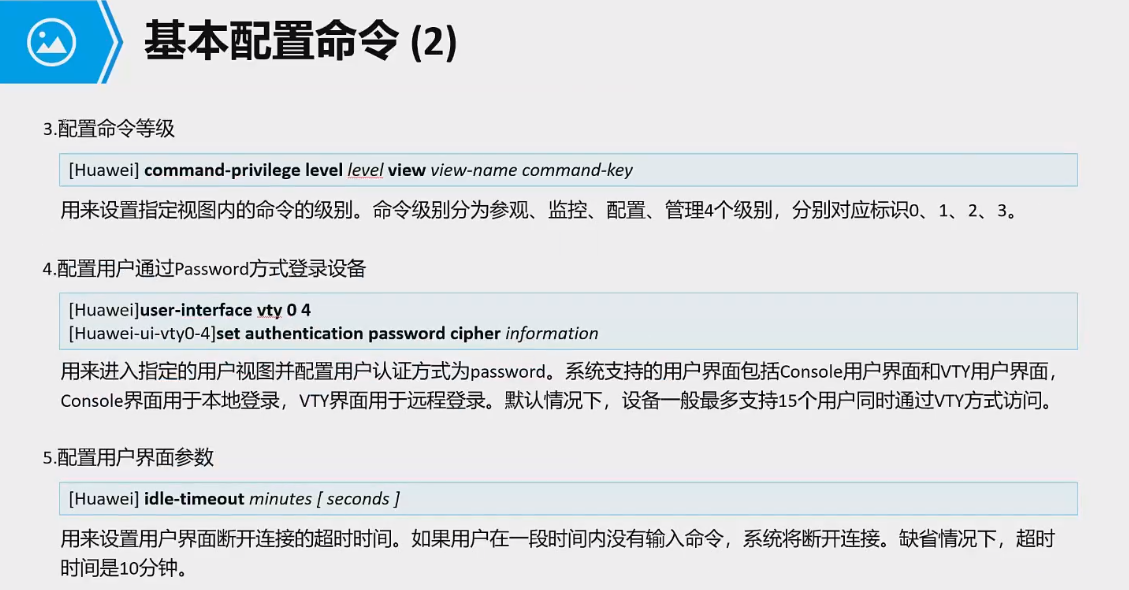 基本配置命令 (2)
3.配置命令等级
[Huawei] command-privilege level level view view-name command-key
用来设置指定视图内的命令的级别。命令级别分为参观、监控、配置、管理4个级别，分别对应标识0、1、2、3。
4.配置用户通过Password方式登录设备
[Huawei]user-interface vty 0 4
[Huawei-ui-vty0-4]set authentication password cipher information
用来进入指定的用户视图并配置用户认证方式为password。系统支持的用户界面包括Console用户界面和VTY用户界面，
Console界面用于本地登录，VTY界面用于远程登录。默认情况下，设备一般最多支持15个用户同时通过VTY方式访问。
5.配置用户界面参数
[Huawei] idle-timeout minutes [ seconds ]
用来设置用户界面断开连接的超时时间。如果用户在一段时间内没有输入命令，系统将断开连接。缺省情况下，超时
时间是10分钟。